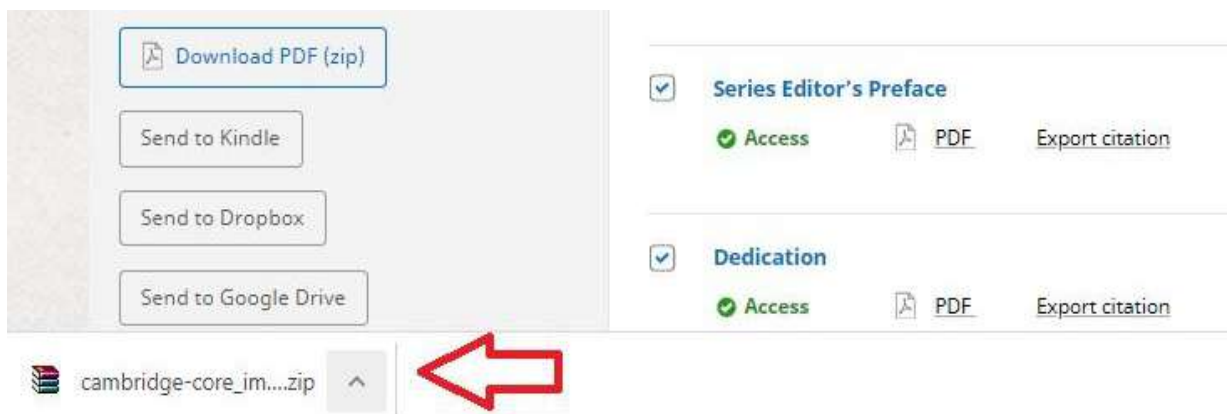 Download PDF (zip)
Send to Kindle
Send to Dropbox
Send to Google Drive
Series Editor's Preface
Access PDF Export citation
Dedication
Access PDF Export citation
cambridge-core_im....zip